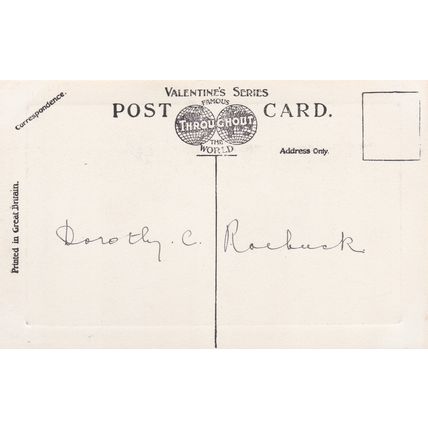 VALENTINE'S SERIES
FAMOUS
POST CARD.
THROUGHOUT
THE
WORLD
Correspondence.
Address Only.
Printed in Great Britain.
Dorothy. C. Roebuck.